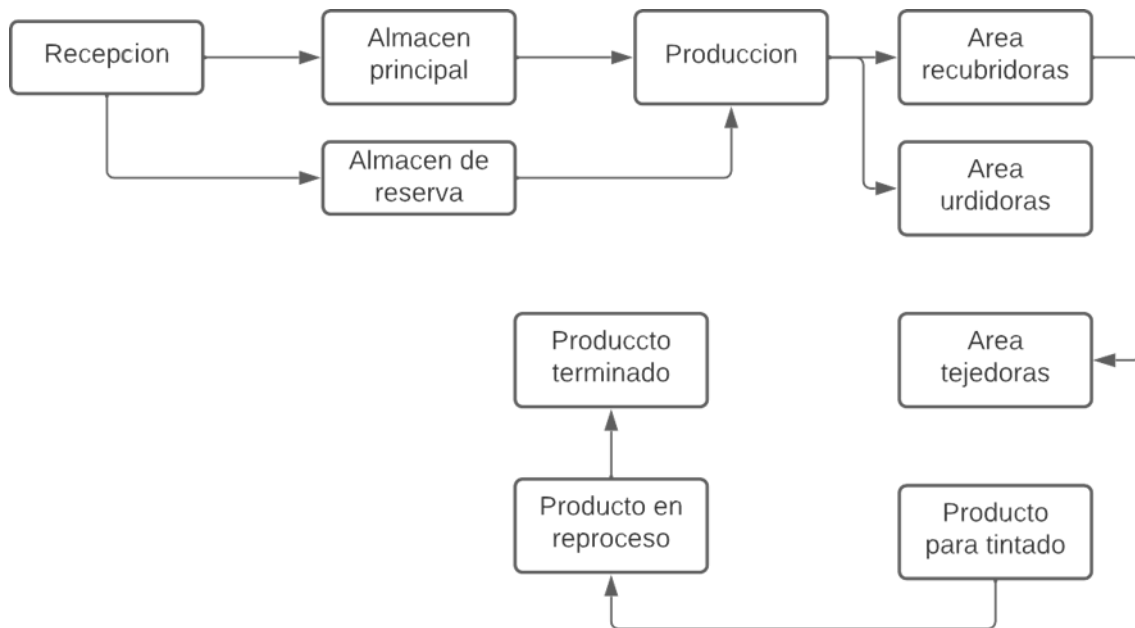 Recepcion
Almacen
principal
Produccion
Area
recubridoras
Almacen de
reserva
Area
urdidoras
Produccto
terminado
Area
tejedoras
Producto en
reproceso
Producto
para tintado